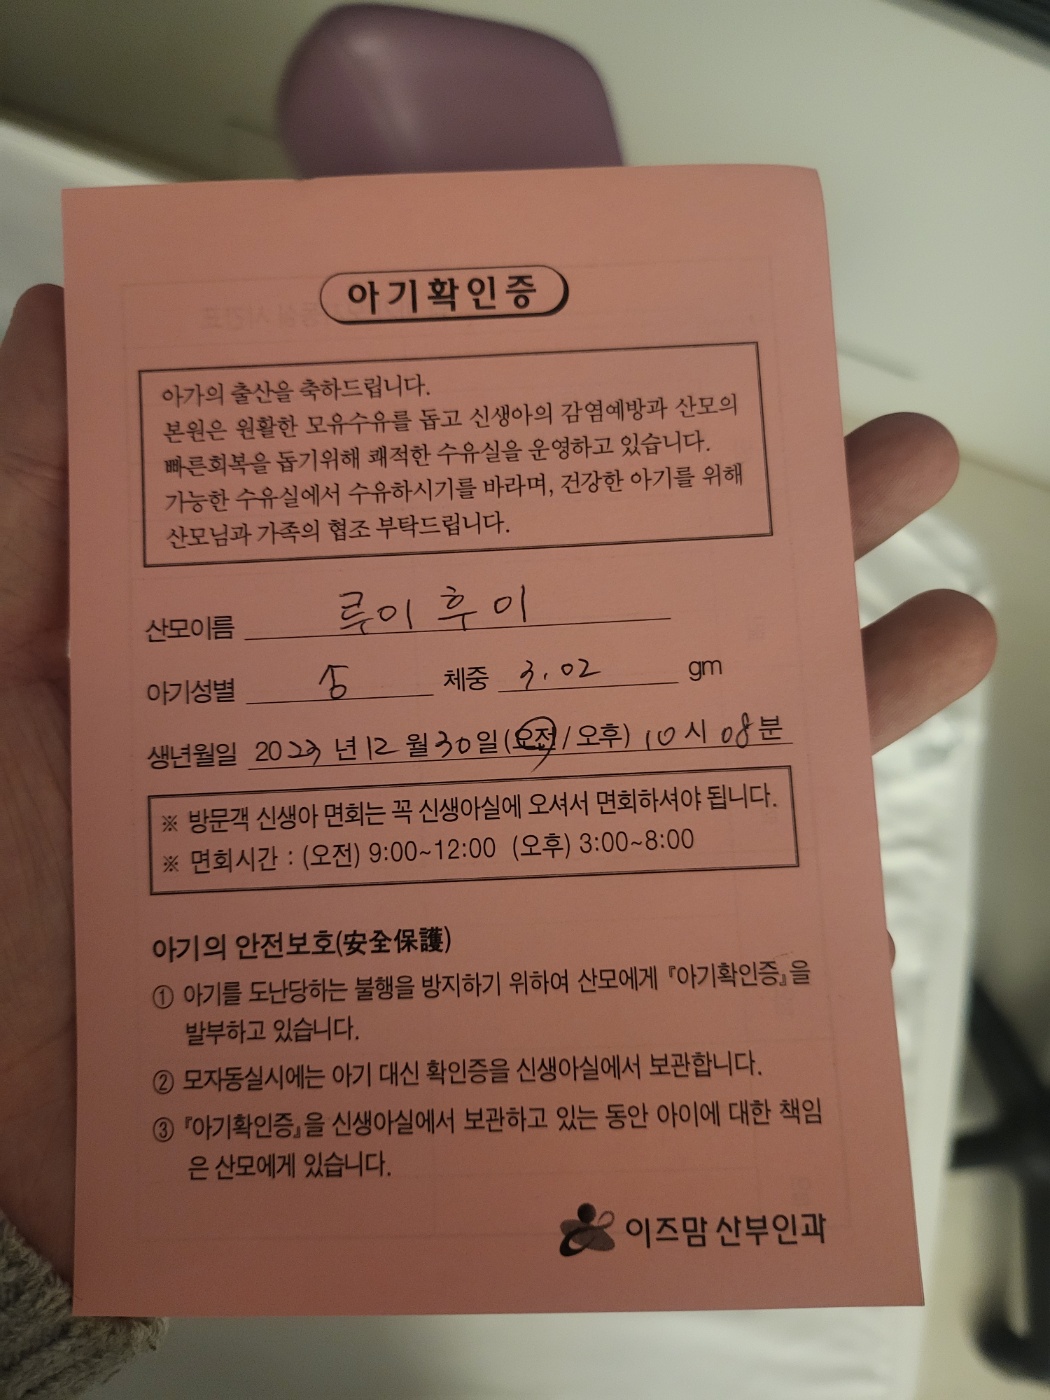 아기확인증
아가의 출산을 축하드립니다.
본원은 원활한 모유수유를 돕고 신생아의 감염예방과 산모의
빠른회복을 돕기위해 쾌적한 수유실을 운영하고 있습니다.
가능한 수유실에서 수유하시기를 바라며, 건강한 아기를 위해
산모님과 가족의 협조 부탁드립니다.
산모이름 루이 후이
아기성별 체중 3.02 gm
생년월일 2023 년 12 월 30 일 (오전 / 오후) 10 시 08 분
※ 방문객 신생아 면회는 꼭 신생아실에 오셔서 면회하셔야 됩니다.
※ 면회시간 : (오전) 9:00~12:00 (오후) 3:00~8:00
아기의 안전보호(安全保護)
① 아기를 도난당하는 불행을 방지하기 위하여 산모에게 『아기확인증』을
발부하고 있습니다.
② 모자동실시에는 아기 대신 확인증을 신생아실에서 보관합니다.
③ 『아기확인증』을 신생아실에서 보관하고 있는 동안 아이에 대한 책임
은 산모에게 있습니다.
이즈맘 산부인과